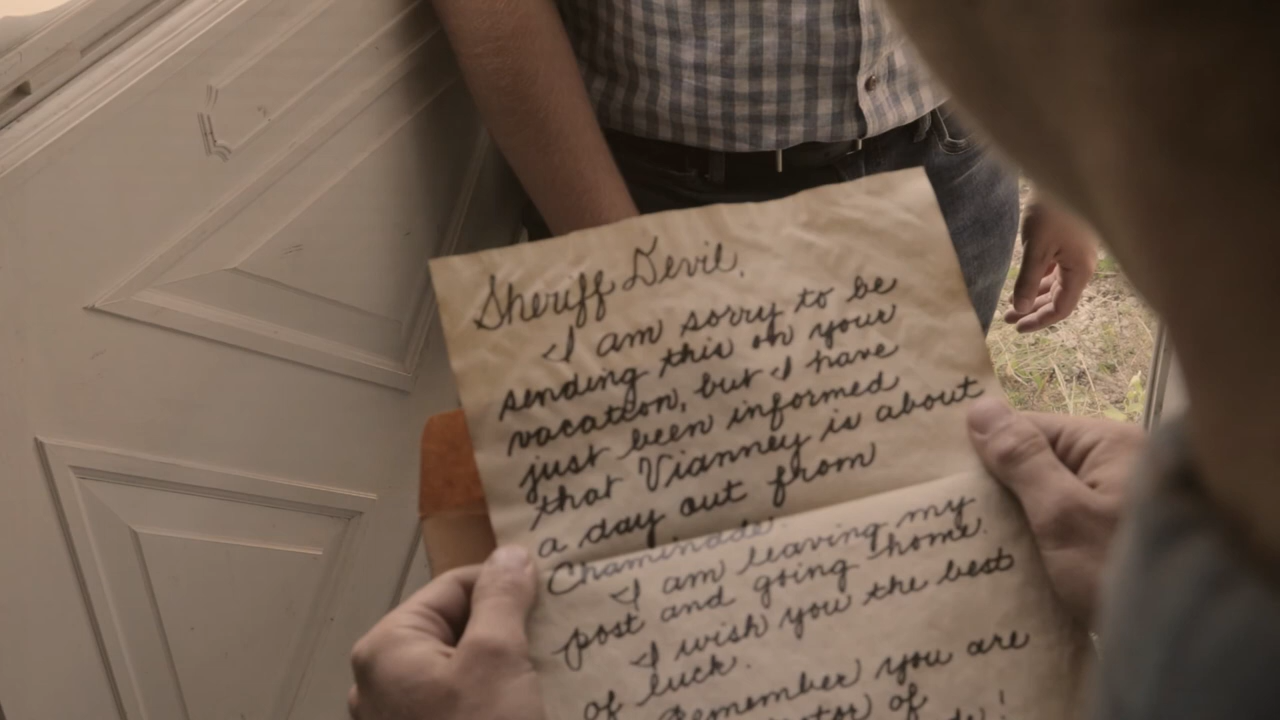 Sheriff Devil,
I am sorry to be
sending this on your
vacation, but I have
just been informed
that Vianney is about
a day out from
Chaminade.
I am leaving my
post and going home.
I wish you the best
of luck.
Remember you are
of